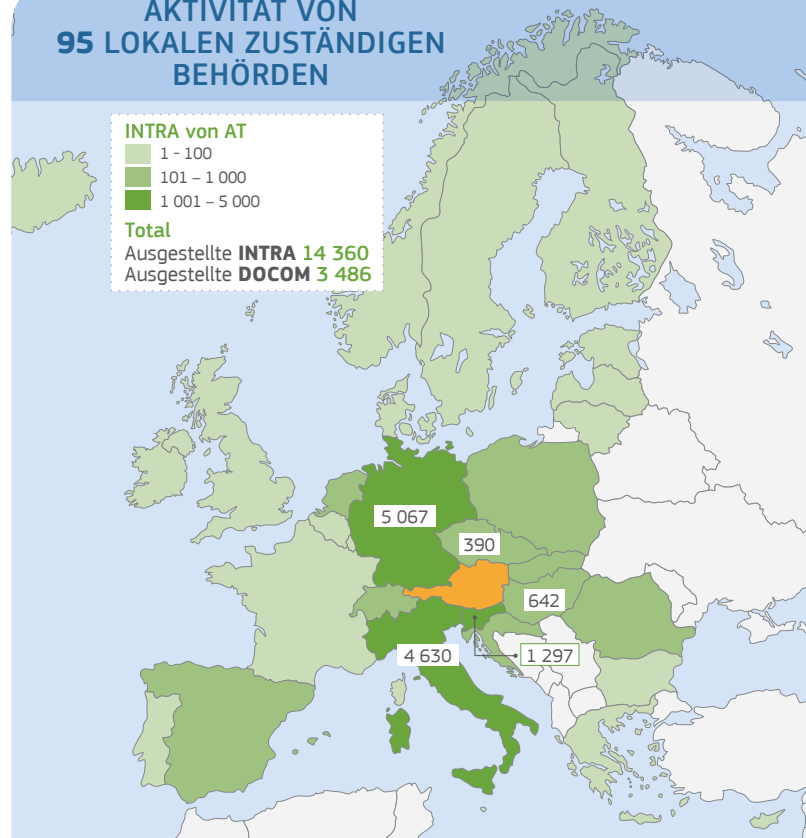 AKTIVITÄT VON
95 LOKALEN ZUSTÄNDIGEN
BEHÖRDEN
INTRA von AT
1 - 100
101 – 1 000
1 001 – 5 000
Total
Ausgestellte INTRA 14 360
Ausgestellte DOCOM 3 486
5 067
390
642
4 630
1 297